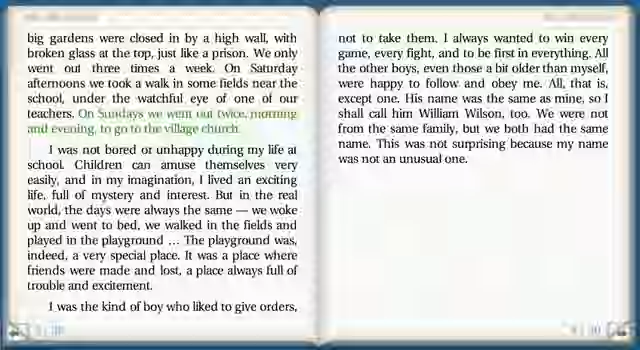 big gardens were closed in by a high wall, with
broken glass at the top, just like a prison. We only
went out three times a week. On Saturday
afternoons we took a walk in some fields near the
school, under the watchful eye of one of our
teachers. On Sundays we went out twice, morning
and evening, to go to the village church.
I was not bored or unhappy during my life at
school. Children can amuse themselves very
easily, and in my imagination, I lived an exciting
life, full of mystery and interest. But in the real
world, the days were always the same — we woke
up and went to bed, we walked in the fields and
played in the playground … The playground was,
indeed, a very special place. It was a place where
friends were made and lost, a place always full of
trouble and excitement.
I was the kind of boy who liked to give orders,
not to take them. I always wanted to win every
game, every fight, and to be first in everything. All
the other boys, even those a bit older than myself,
were happy to follow and obey me. All, that is,
except one. His name was the same as mine, so I
shall call him William Wilson, too. We were not
from the same family, but we both had the same
name. This was not surprising because my name
was not an unusual one.